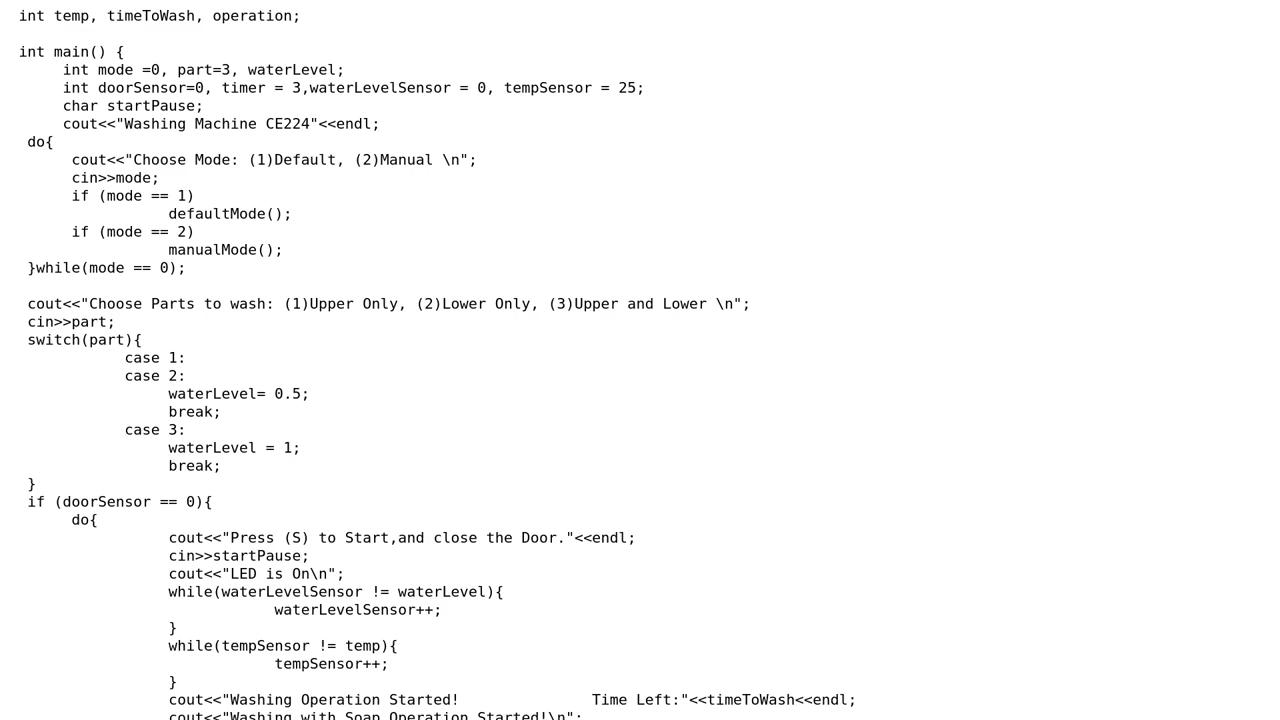 int temp, timeToWash, operation;
int main() {
int mode =0, part=3, waterLevel;
int doorSensor=0, timer = 3,waterLevelSensor = 0, tempSensor = 25;
char startPause;
cout<<"Washing Machine CE224"<<endl;
do{
cout<<"Choose Mode: (1)Default, (2)Manual \n";
cin>>mode;
if (mode == 1)
defaultMode();
if (mode == 2)
manualMode();
}while(mode == 0);
cout<<"Choose Parts to wash: (1)Upper Only, (2)Lower Only, (3)Upper and Lower \n";
cin>>part;
switch(part){
case 1:
case 2:
waterLevel= 0.5;
break;
case 3:
waterLevel = 1;
break;
}
if (doorSensor == 0){
do{
cout<<"Press (S) to Start,and close the Door."<<endl;
cin>>startPause;
cout<<"LED is On\n";
while(waterLevelSensor != waterLevel){
waterLevelSensor++;
}
while(tempSensor != temp){
tempSensor++;
}
cout<<"Washing Operation Started!               Time Left:"<<timeToWash<<endl;
cout<<"Washing with Soap Operation Started!\n";